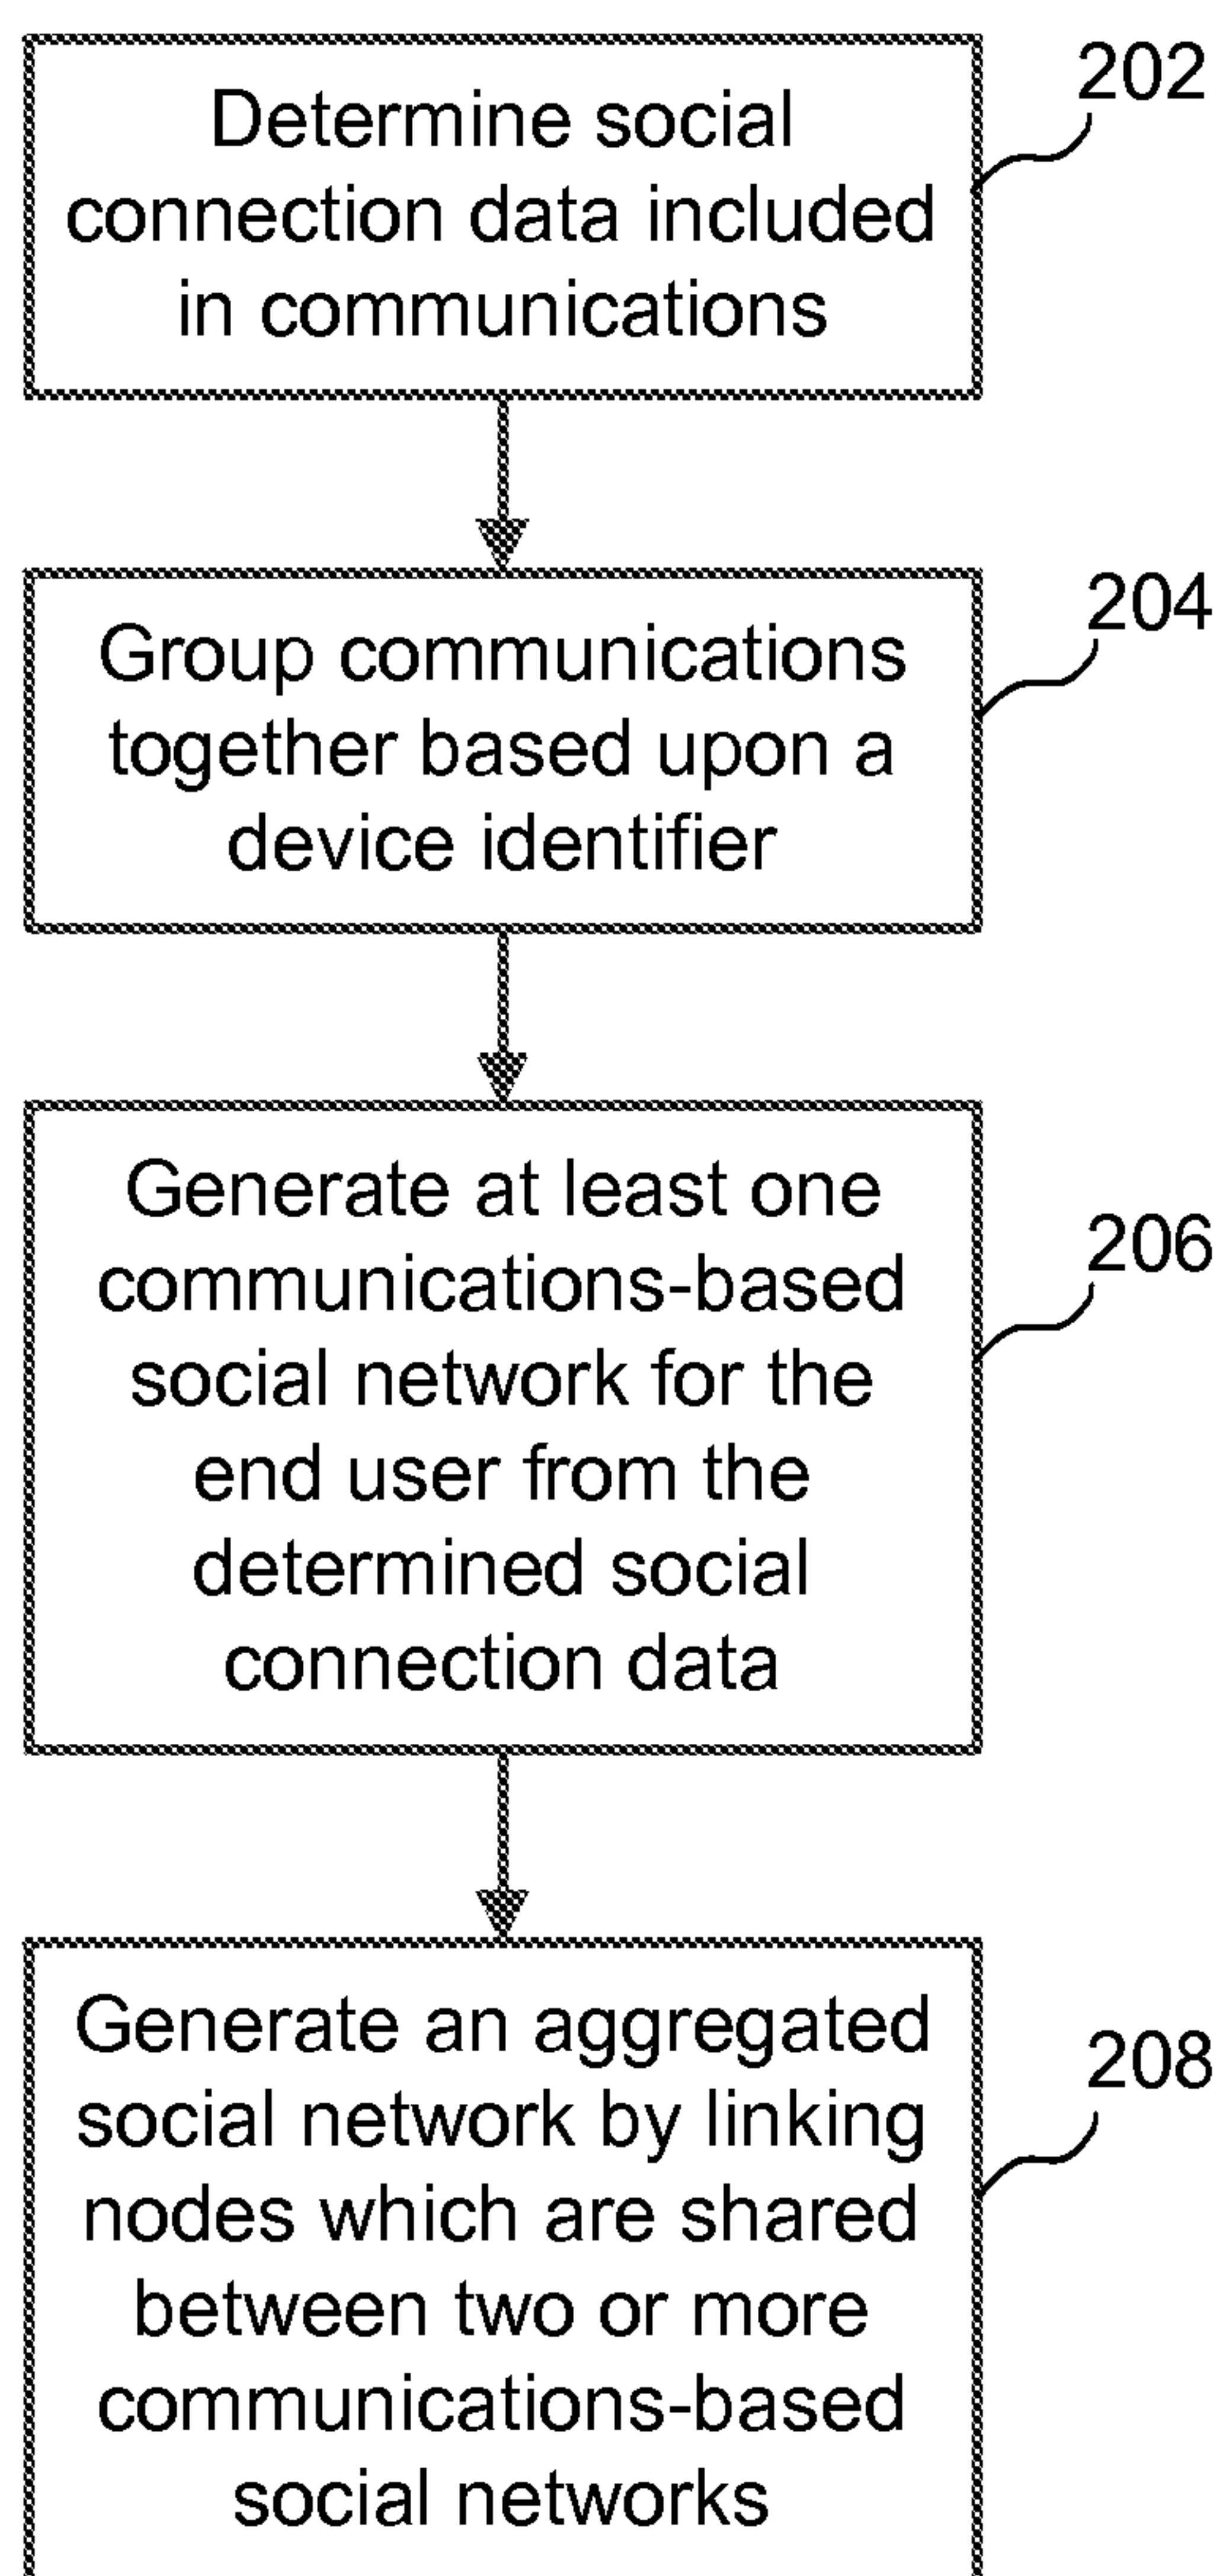 Determine social
connection data included
in communications
202
Group communications
together based upon a
device identifier
204
Generate at least one
communications-based
social network for the
end user from the
determined social
connection data
206
Generate an aggregated
social network by linking
nodes which are shared
between two or more
communications-based
social networks
208